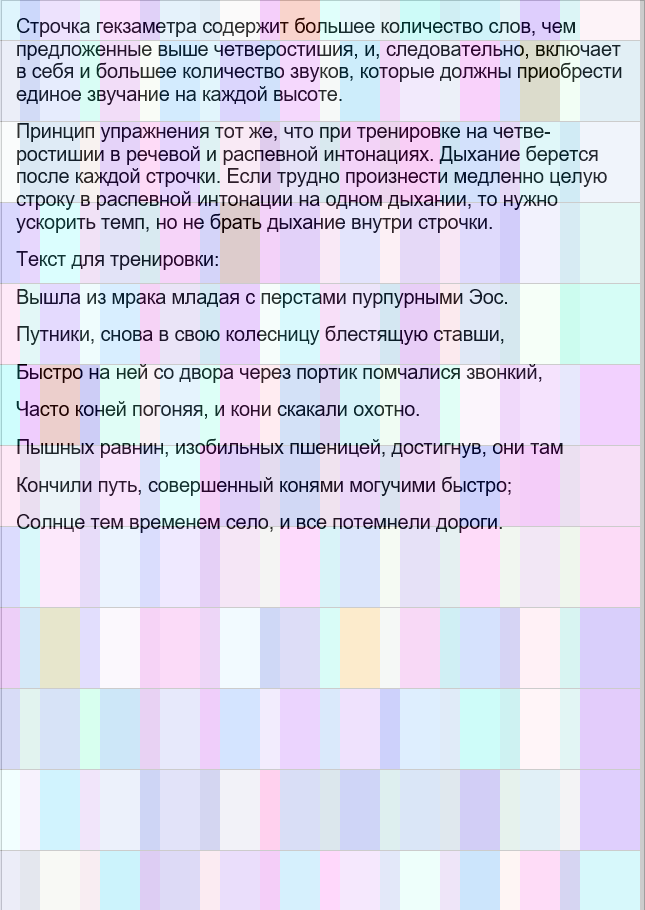 Строчка гекзаметра содержит большее количество слов, чем
предложенные выше четверостишия, и, следовательно, включает
в себя и большее количество звуков, которые должны приобрести
единое звучание на каждой высоте.
Принцип упражнения тот же, что при тренировке на четве-
ростишии в речевой и распевной интонациях. Дыхание берется
после каждой строчки. Если трудно произнести медленно целую
строку в распевной интонации на одном дыхании, то нужно
ускорить темп, но не брать дыхание внутри строчки.
Текст для тренировки:
Вышла из мрака младая с перстами пурпурными Эос.
Путники, снова в свою колесницу блестящую ставши,
Быстро на ней со двора через портик помчалися звонкий,
Часто коней погоняя, и кони скакали охотно.
Пышных равнин, изобильных пшеницей, достигнув, они там
Кончили путь, совершенный конями могучими быстро;
Солнце тем временем село, и все потемнели дороги.